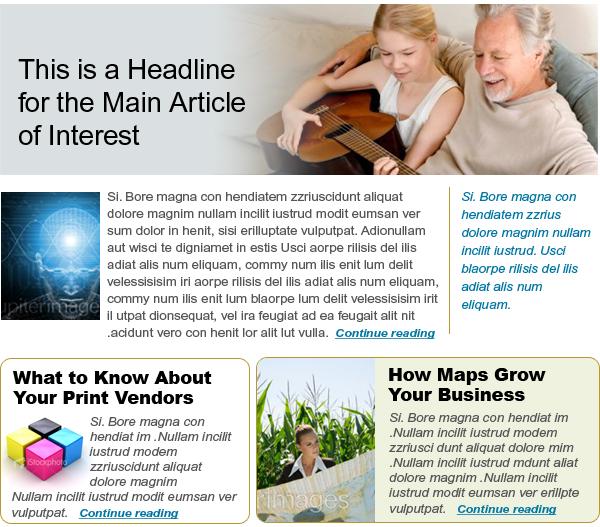 This is a Headline
for the Main Article
of Interest
Si. Bore magna con hendiatem zzriuscidunt aliquat
dolore magnim nullam incilit iustrud modit eumsan ver
sum dolor in henit, sisi erilluptate vulputpat. Adionullam
aut wisci te digniamet in estis Usci aorpe rilisis del ilis
adiat alis num eliquam, commy num ilis enit lum delit
velessisisim iri aorpe rilisis del ilis adiat alis num eliquam,
commy num ilis enit lum blaorpe lum delit velessisisim irit
il utpat dionsequat, vel ira feugiat ad ea feugait alit nit
.acidunt vero con henit lor alit lut vulla. Continue reading
Si. Bore magna con
hendiatem zzrius
dolore magnim nullam
incilit iustrud. Usci
blaorpe rilisis del ilis
adiat alis num
eliquam.
upiterimages
What to Know About
Your Print Vendors
Si. Bore magna con
hendiat im .Nullam incilit
iustrud modem
zzriuscidunt aliquat
dolore magnim
Nullam incilit iustrud modit eumsan ver
vulputpat. Continue reading
iStockphoto
How Maps Grow
Your Business
Si. Bore magna con hendiat im
.Nullam incilit iustrud modem
zzriusci dunt aliquat dolore mim
.Nullam incilit iustrud mdunt aliat
dolore magnim .Nullam incilit
iustrud modit eumsan ver erillpte
vulputpat. Continue reading
erimages